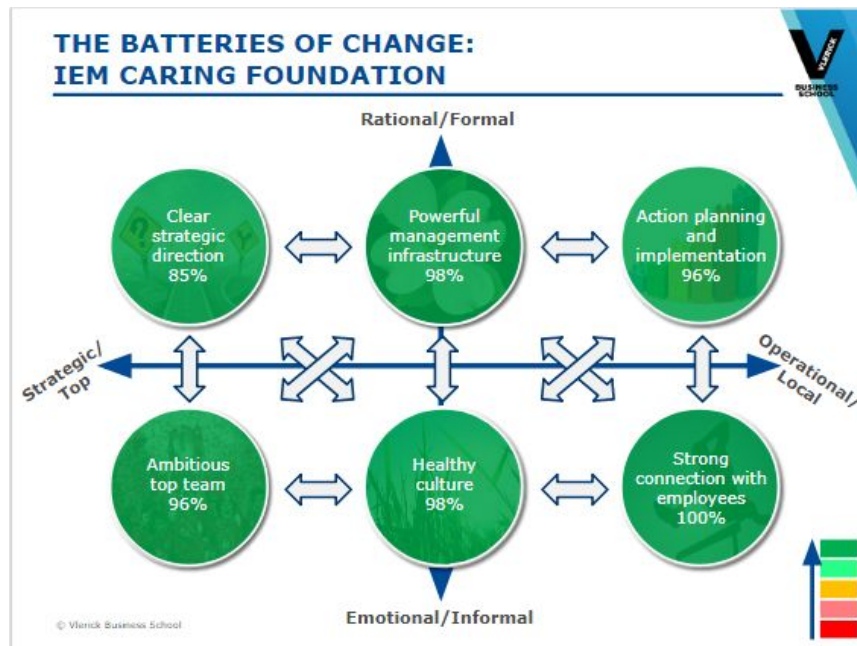 THE BATTERIES OF CHANGE:
IEM CARING FOUNDATION
VLERICK
BUSINESS
SCHOOL
Rational/Formal
Clear
strategic
direction
85%
Powerful
management
infrastructure
98%
Action planning
and
implementation
96%
Strategic/
Top
Operational/
Local
Ambitious
top team
96%
Healthy
culture
98%
Strong
connection with
employees
100%
Emotional/Informal
© Vlerick Business School